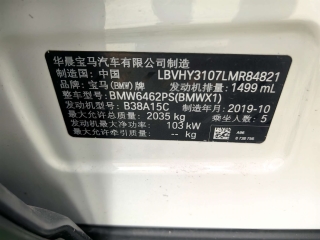 华晨宝马汽车有限公司制造
制造国：中国 LBVHY3107LMR84821
品牌：宝马(BMW)牌 发动机排量：1499 mL
整车型号：BMW6462PS(BMWX1)
发动机型号：B38A15C 制造年月：2019-10
最大允许总质量：2035 kg 乘坐人数：5
发动机最大净功率：103 kW
最大允许牵引质量：-- kg